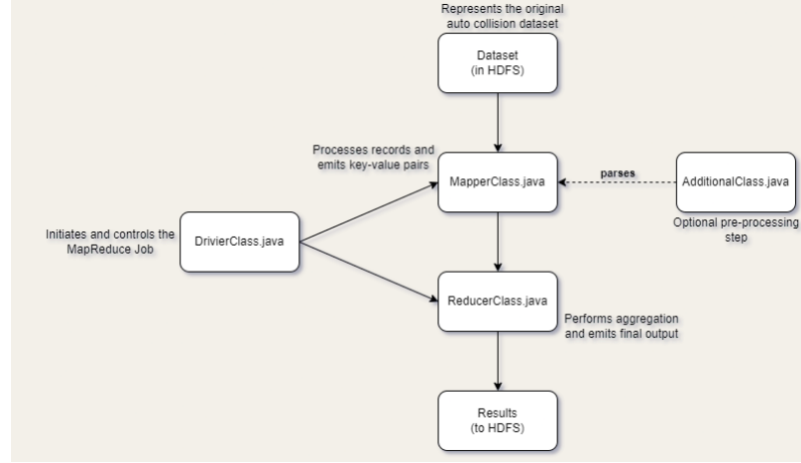 Represents the original
auto collision dataset
Dataset
(in HDFS)
Processes records and
emits key-value pairs
MapperClass.java
parses
AdditionalClass.java
Optional pre-processing
step
Initiates and controls the
MapReduce Job
DrivierClass.java
ReducerClass.java
Performs aggregation
and emits final output
Results
(to HDFS)